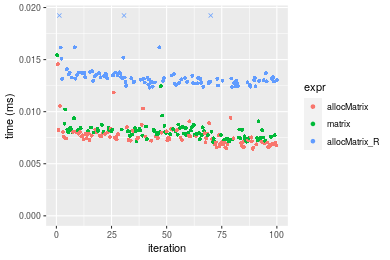 0.020
0.015
0.010
0.005
0.000
time (ms)
0
25
50
75
100
iteration
expr
allocMatrix
matrix
allocMatrix_R